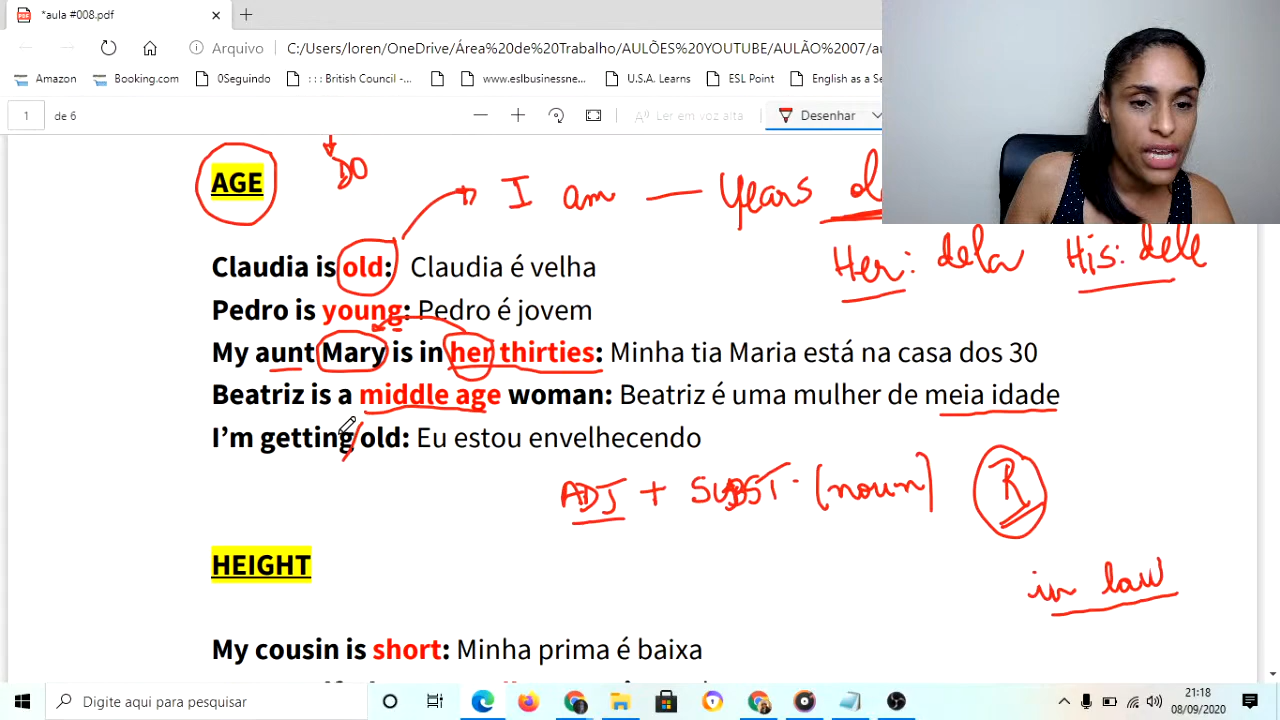 *aula #008.pdf
Arquivo C:/Users/loren/OneDrive/Área%20de%20Trabalho/AULÕES%20YOUTUBE/AULÃO%2007/au
Amazon Booking.com 0Seguindo : : : British Council -... www.eslbusinessne... U.S.A. Learns ESL Point English as a Se
1 de 6 Ler em voz alta Desenhar
DO
AGE I am — Years
Her: dela His: dele
Claudia is old: Claudia é velha
Pedro is young: Pedro é jovem
My aunt Mary is in her thirties: Minha tia Maria está na casa dos 30
Beatriz is a middle age woman: Beatriz é uma mulher de meia idade
I’m getting old: Eu estou envelhecendo
ADJ + SUBST. (noun) R
HEIGHT
in law
My cousin is short: Minha prima é baixa
Digite aqui para pesquisar
21:18
08/09/2020